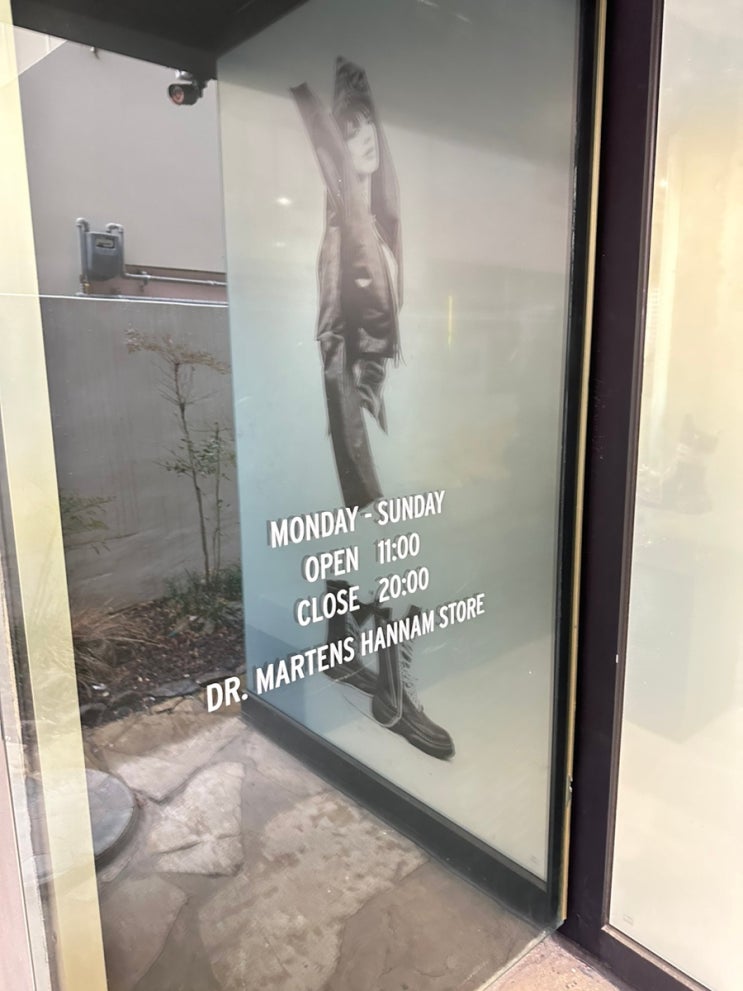 MONDAY - SUNDAY
OPEN 11:00
CLOSE 20:00
DR. MARTENS HANNAM STORE